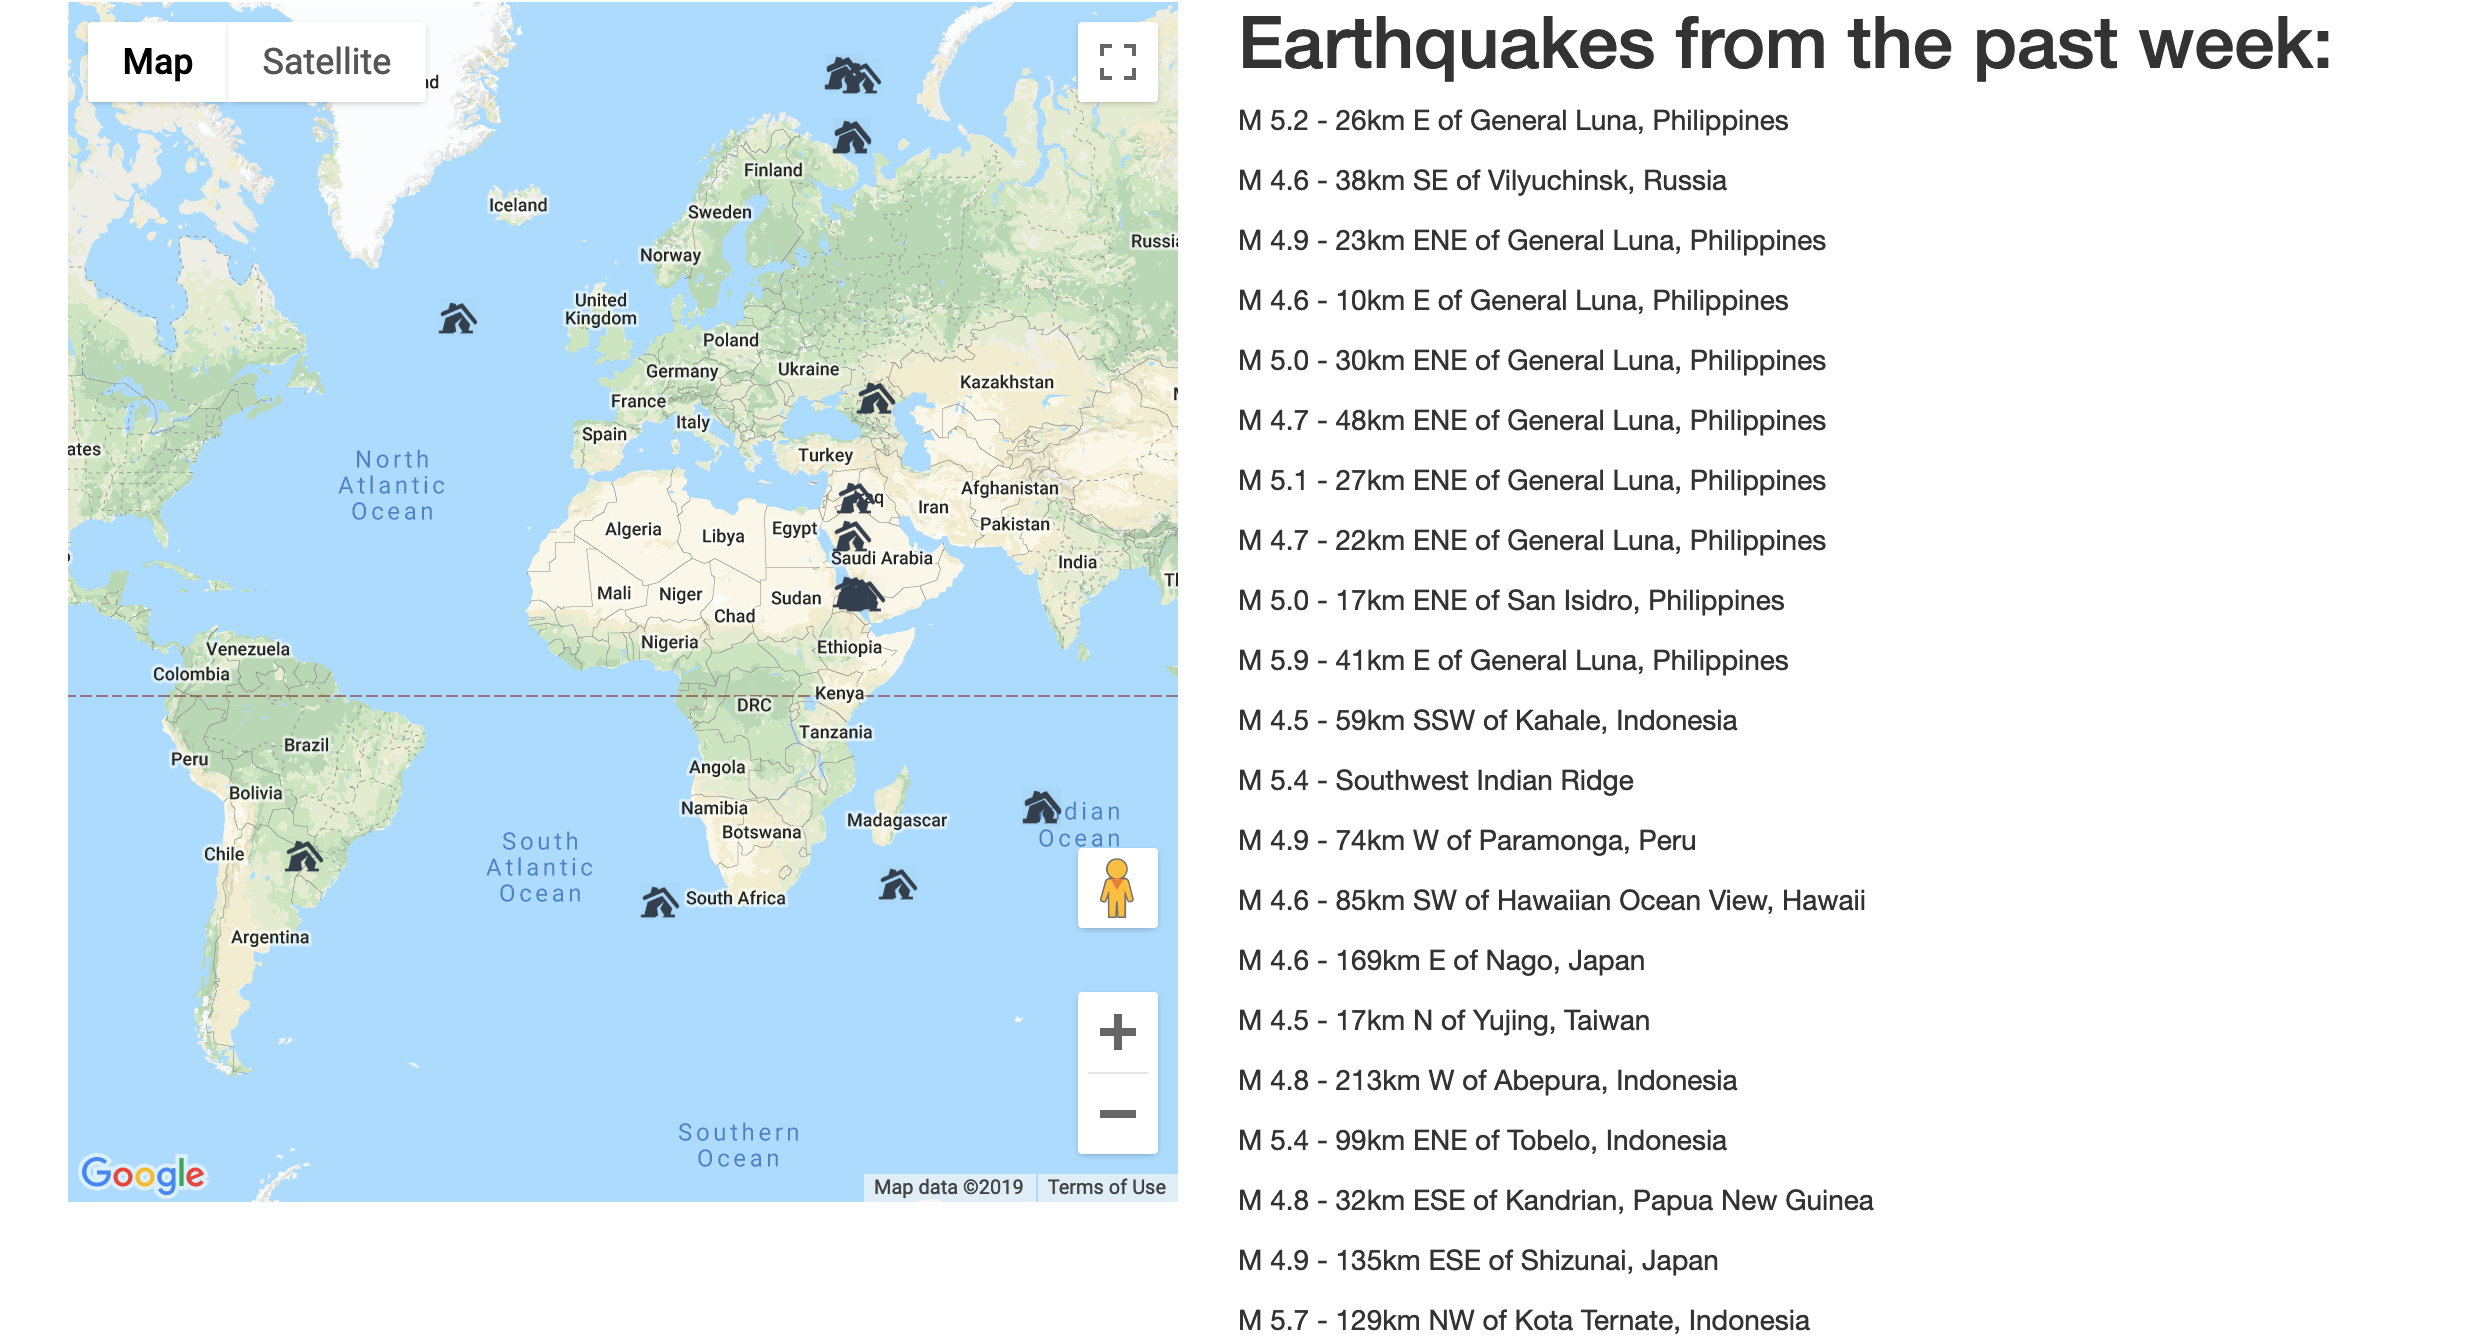 Map
Satellite
nd
Finland
Iceland
Sweden
Russia
Norway
United
Kingdom
Poland
Germany
Ukraine
Kazakhstan
France
Italy
Spain
ates
Turkey
North
Atlantic
Ocean
Afghanistan
aq
Iran
Pakistan
Algeria
Libya
Egypt
Saudi Arabia
India
Mali
Niger
Chad
Sudan
Nigeria
Ethiopia
Venezuela
Colombia
Kenya
DRC
Tanzania
Brazil
Peru
Angola
Bolivia
Namibia
Botswana
Madagascar
dian
Ocean
South
Atlantic
Ocean
Chile
South Africa
Argentina
Southern
Ocean
Google
Map data ©2019
Terms of Use
Earthquakes from the past week:
M 5.2 - 26km E of General Luna, Philippines
M 4.6 - 38km SE of Vilyuchinsk, Russia
M 4.9 - 23km ENE of General Luna, Philippines
M 4.6 - 10km E of General Luna, Philippines
M 5.0 - 30km ENE of General Luna, Philippines
M 4.7 - 48km ENE of General Luna, Philippines
M 5.1 - 27km ENE of General Luna, Philippines
M 4.7 - 22km ENE of General Luna, Philippines
M 5.0 - 17km ENE of San Isidro, Philippines
M 5.9 - 41km E of General Luna, Philippines
M 4.5 - 59km SSW of Kahale, Indonesia
M 5.4 - Southwest Indian Ridge
M 4.9 - 74km W of Paramonga, Peru
M 4.6 - 85km SW of Hawaiian Ocean View, Hawaii
M 4.6 - 169km E of Nago, Japan
M 4.5 - 17km N of Yujing, Taiwan
M 4.8 - 213km W of Abepura, Indonesia
M 5.4 - 99km ENE of Tobelo, Indonesia
M 4.8 - 32km ESE of Kandrian, Papua New Guinea
M 4.9 - 135km ESE of Shizunai, Japan
M 5.7 - 129km NW of Kota Ternate, Indonesia